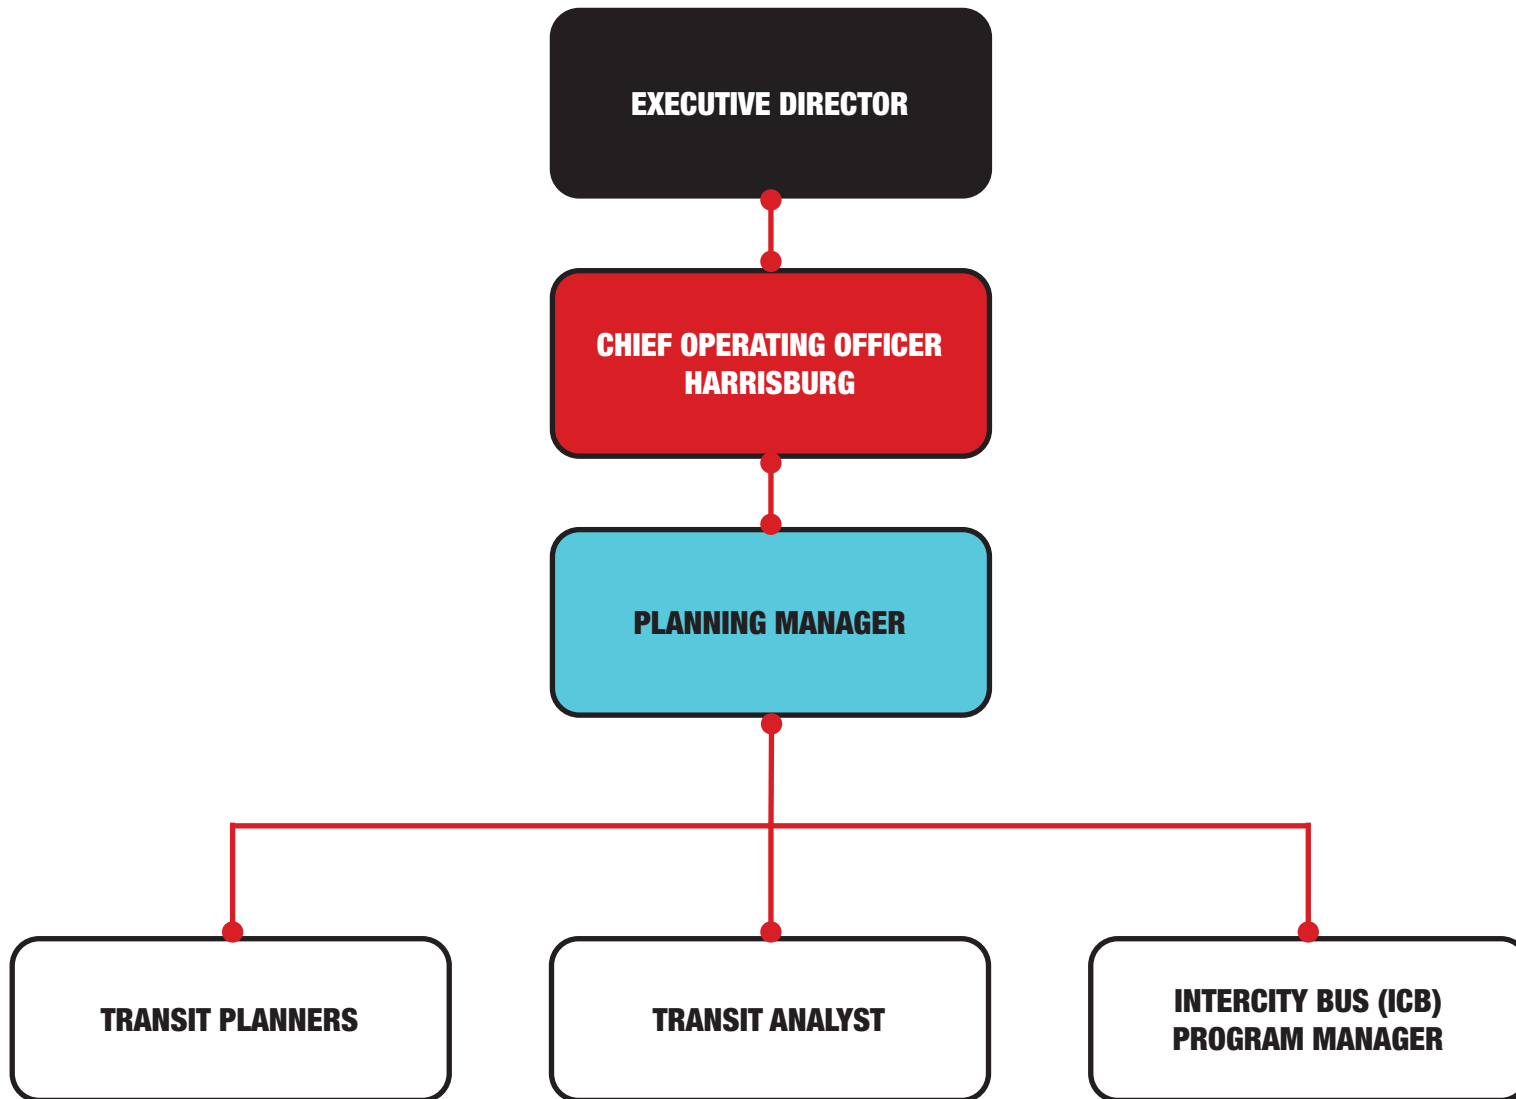 EXECUTIVE DIRECTOR
CHIEF OPERATING OFFICER
HARRISBURG
PLANNING MANAGER
TRANSIT PLANNERS
TRANSIT ANALYST
INTERCITY BUS (ICB)
PROGRAM MANAGER